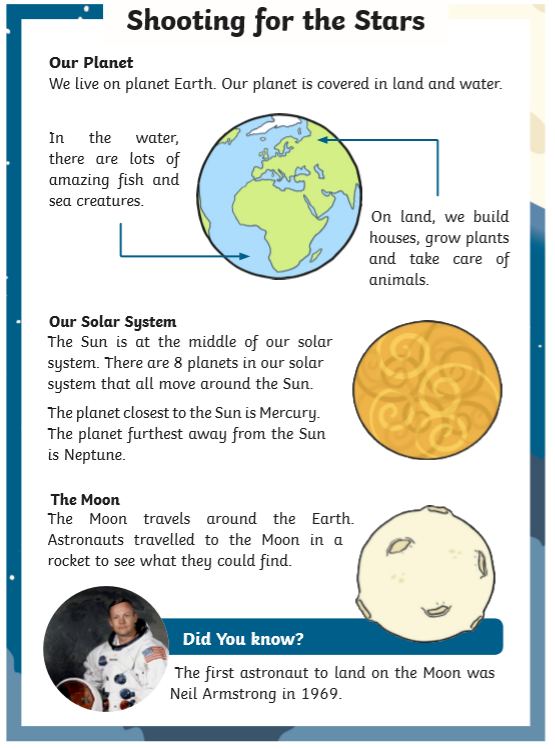 Shooting for the Stars
Our Planet
We live on planet Earth. Our planet is covered in land and water.
In the water,
there are lots of
amazing fish and
sea creatures.
On land, we build
houses, grow plants
and take care of
animals.
Our Solar System
The Sun is at the middle of our solar
system. There are 8 planets in our solar
system that all move around the Sun.
The planet closest to the Sun is Mercury.
The planet furthest away from the Sun
is Neptune.
The Moon
The Moon travels around the Earth.
Astronauts travelled to the Moon in a
rocket to see what they could find.
Did You know?
The first astronaut to land on the Moon was
Neil Armstrong in 1969.